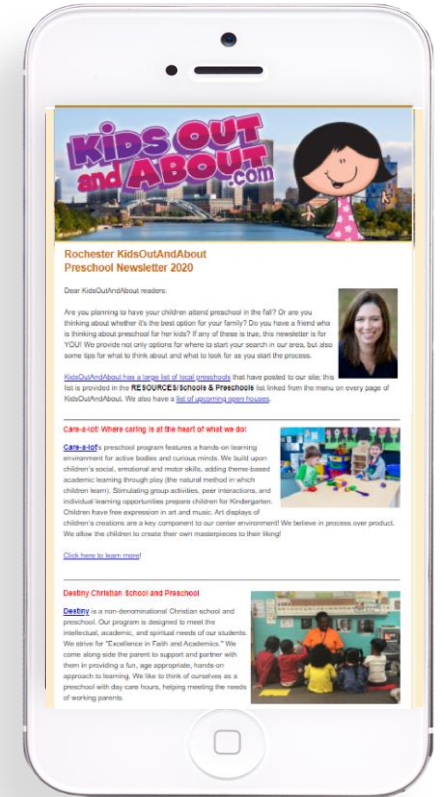 KiDS OUT
and ABOUT
.com
Rochester KidsOutAndAbout
Preschool Newsletter 2020
Dear KidsOutAndAbout readers:
Are you planning to have your children attend preschool in the fall? Or are you
thinking about whether it's the best option for your family? Do you have a friend who
is thinking about preschool for her kids? If any of these is true, this newsletter is for
YOU! We provide not only options for where to start your search in our area, but also
some tips for what to think about and what to look for as you start the process.
KidsOutAndAbout has a large list of local preschools that have posted to our site; this
list is provided in the RESOURCES/Schools & Preschools list linked from the menu on every page of
KidsOutAndAbout. We also have a list of upcoming open houses.
Care-a-lot! Where caring is at the heart of what we do!
Care-a-lot's preschool program features a hands-on learning
environment for active bodies and curious minds. We build upon
children's social, emotional and motor skills, adding theme-based
academic learning through play (the natural method in which
children learn). Stimulating group activities, peer interactions, and
individual learning opportunities prepare children for Kindergarten.
Children have free expression in art and music. Art displays of
children's creations are a key component to our center environment! We believe in process over product.
We allow the children to create their own masterpieces to their liking!
Click here to learn more!
Destiny Christian School and Preschool
Destiny is a non-denominational Christian school and
preschool. Our program is designed to meet the
intellectual, academic, and spiritual needs of our students.
We strive for "Excellence in Faith and Academics." We
come along side the parent to support and partner with
them in providing a fun, age appropriate, hands-on
approach to learning. We like to think of ourselves as a
preschool with day care hours, helping meeting the needs
of working parents.